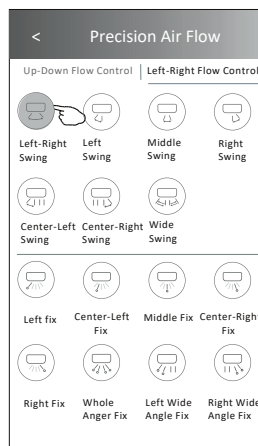 < Precision Air Flow
Up-Down Flow Control | Left-Right Flow Control
Left-Right Left Middle Right
Swing Swing Swing Swing
Center-Left Center-Right Wide
Swing Swing Swing
Left fix Center-Left Middle Fix Center-Righ
Fix Fix
Right Fix Whole Left Wide Right Wide
Anger Fix Angle Fix Angle Fix